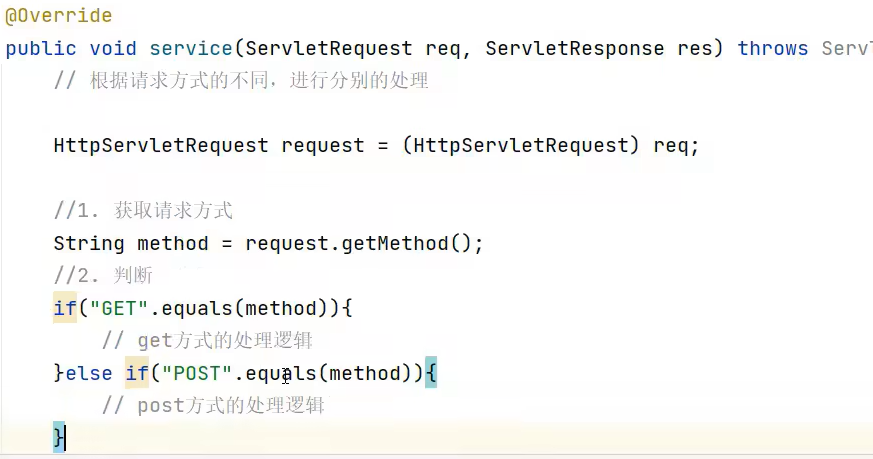 @Override
public void service(ServletRequest req, ServletResponse res) throws Serv
// 根据请求方式的不同，进行分别的处理
HttpServletRequest request = (HttpServletRequest) req;
//1. 获取请求方式
String method = request.getMethod();
//2. 判断
if("GET".equals(method)){
// get方式的处理逻辑
}else if("POST".equals(method)){
// post方式的处理逻辑
}